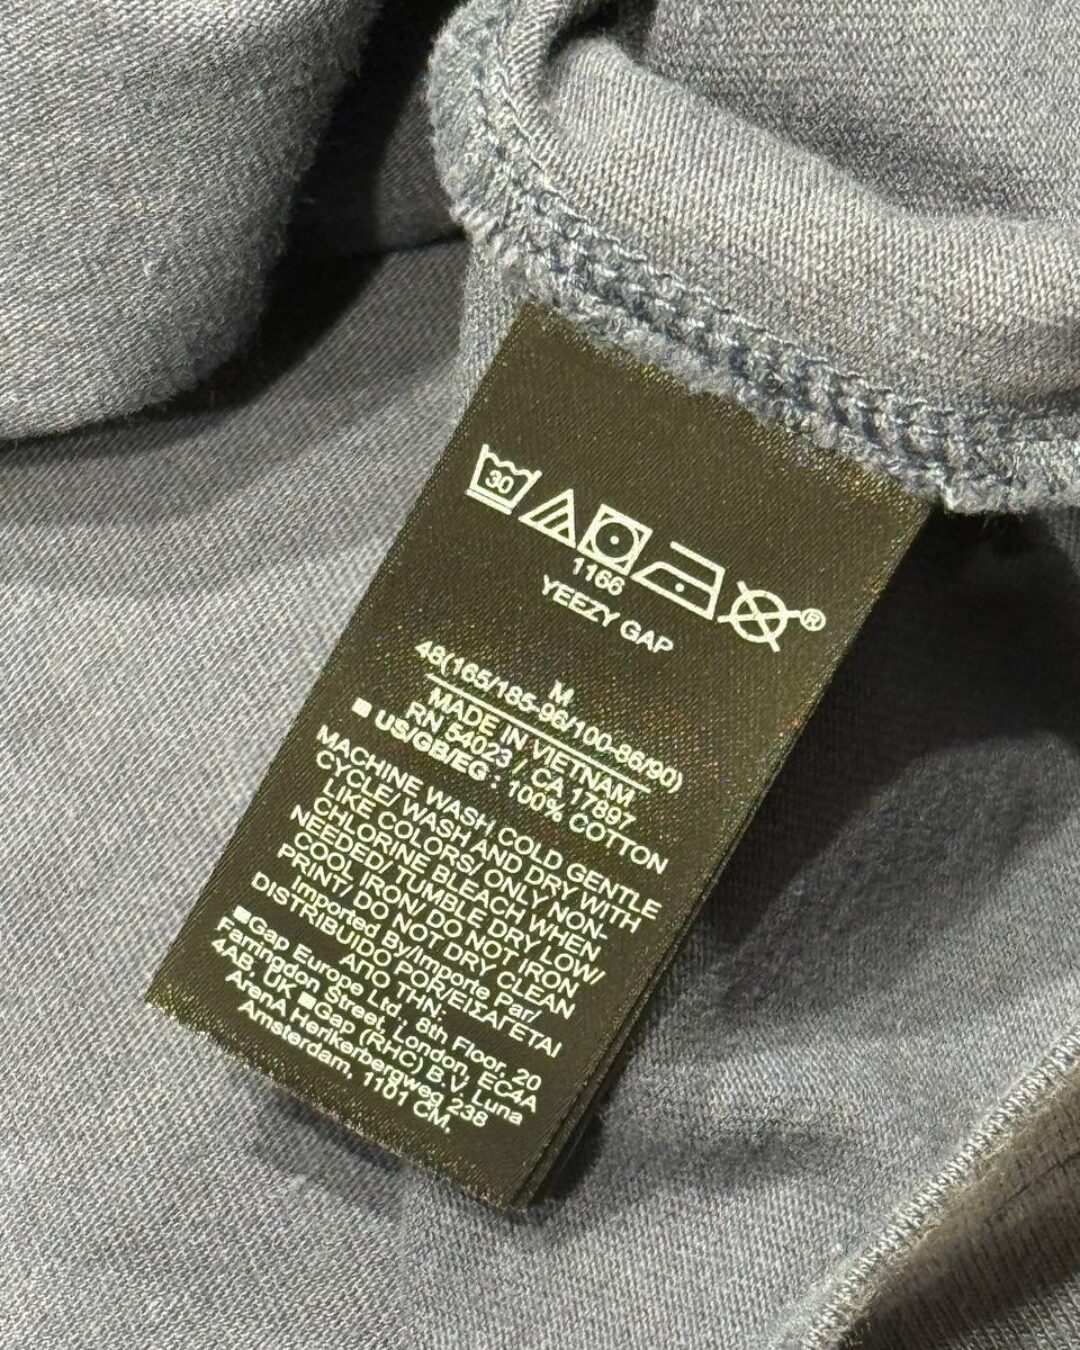 30
®
1166
YEEZY GAP
M
48(165/185-96/100-86/90)
MADE IN VIETNAM
RN 54023 / CA 17897
■ US/GB/EG : 100% COTTON
MACHINE WASH COLD GENTLE
CYCLE/ WASH AND DRY WITH
LIKE COLORS/ ONLY NON-
CHLORINE BLEACH WHEN
NEEDED/ TUMBLE DRY LOW/
COOL IRON/ DO NOT IRON
PRINT/ DO NOT DRY CLEAN
Imported By/Importe Par/
DISTRIBUIDO POR/ΕΙΣΑΓΕΤΑΙ
ΑΠΟ ΤΗΝ:
■Gap Europe Ltd, 8th Floor, 20
Farringdon Street, London, EC4A
4AB. UK ■Gap (RHC) B.V. Luna
ArenA Herikerbergweg 238
Amsterdam, 1101 CM,